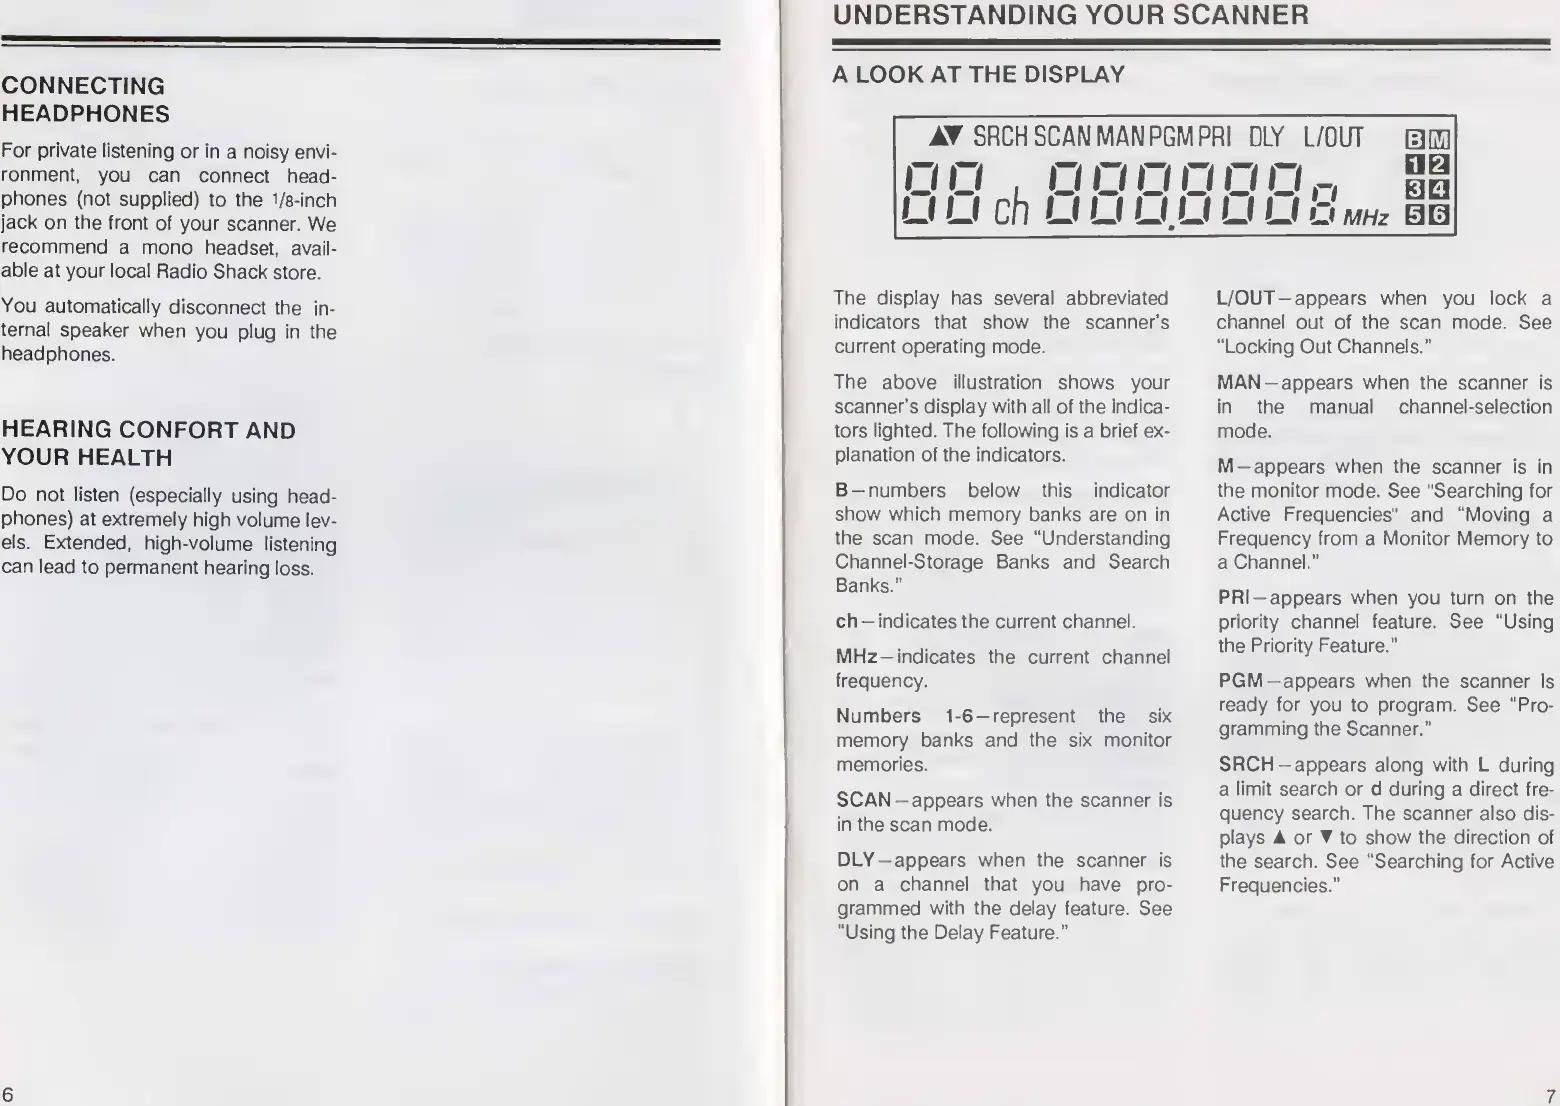 CONNECTING
HEADPHONES
For private listening or in a noisy envi-
ronment, you can connect head-
phones (not supplied) to the 1/8-inch
jack on the front of your scanner. We
recommend a mono headset, avail-
able at your local Radio Shack store.
You automatically disconnect the in-
ternal speaker when you plug in the
headphones.
HEARING CONFORT AND
YOUR HEALTH
Do not listen (especially using head-
phones) at extremely high volume lev-
els. Extended, high-volume listening
can lead to permanent hearing loss.
6
UNDERSTANDING YOUR SCANNER
A LOOK AT THE DISPLAY
▲▼ SRCH SCAN MAN PGM PRI DLY L/OUT B M
1 2
88 ch 888.8888 MHz 3 4
5 6
The display has several abbreviated
indicators that show the scanner's
current operating mode.
The above illustration shows your
scanner's display with all of the indica-
tors lighted. The following is a brief ex-
planation of the indicators.
B—numbers below this indicator
show which memory banks are on in
the scan mode. See "Understanding
Channel-Storage Banks and Search
Banks."
ch—indicates the current channel.
MHz—indicates the current channel
frequency.
Numbers 1-6—represent the six
memory banks and the six monitor
memories.
SCAN—appears when the scanner is
in the scan mode.
DLY—appears when the scanner is
on a channel that you have pro-
grammed with the delay feature. See
"Using the Delay Feature."
L/OUT—appears when you lock a
channel out of the scan mode. See
"Locking Out Channels."
MAN—appears when the scanner is
in the manual channel-selection
mode.
M—appears when the scanner is in
the monitor mode. See "Searching for
Active Frequencies" and "Moving a
Frequency from a Monitor Memory to
a Channel."
PRI—appears when you turn on the
priority channel feature. See "Using
the Priority Feature."
PGM—appears when the scanner is
ready for you to program. See "Pro-
gramming the Scanner."
SRCH—appears along with L during
a limit search or d during a direct fre-
quency search. The scanner also dis-
plays ▲ or ▼ to show the direction of
the search. See "Searching for Active
Frequencies."
7